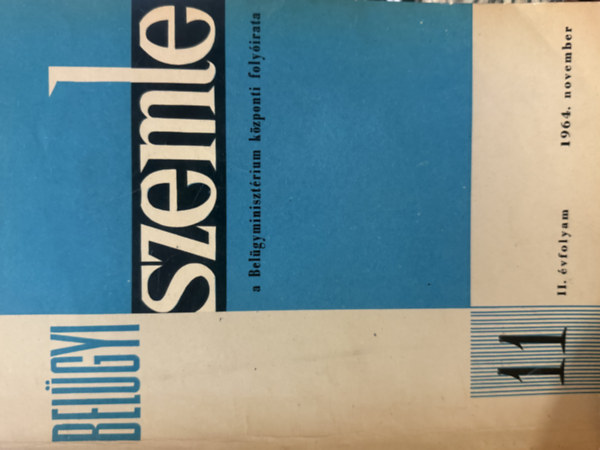 BELÜGYI
szemle
a Belügyminisztérium központi folyóirata
11
II. évfolyam 1964. november